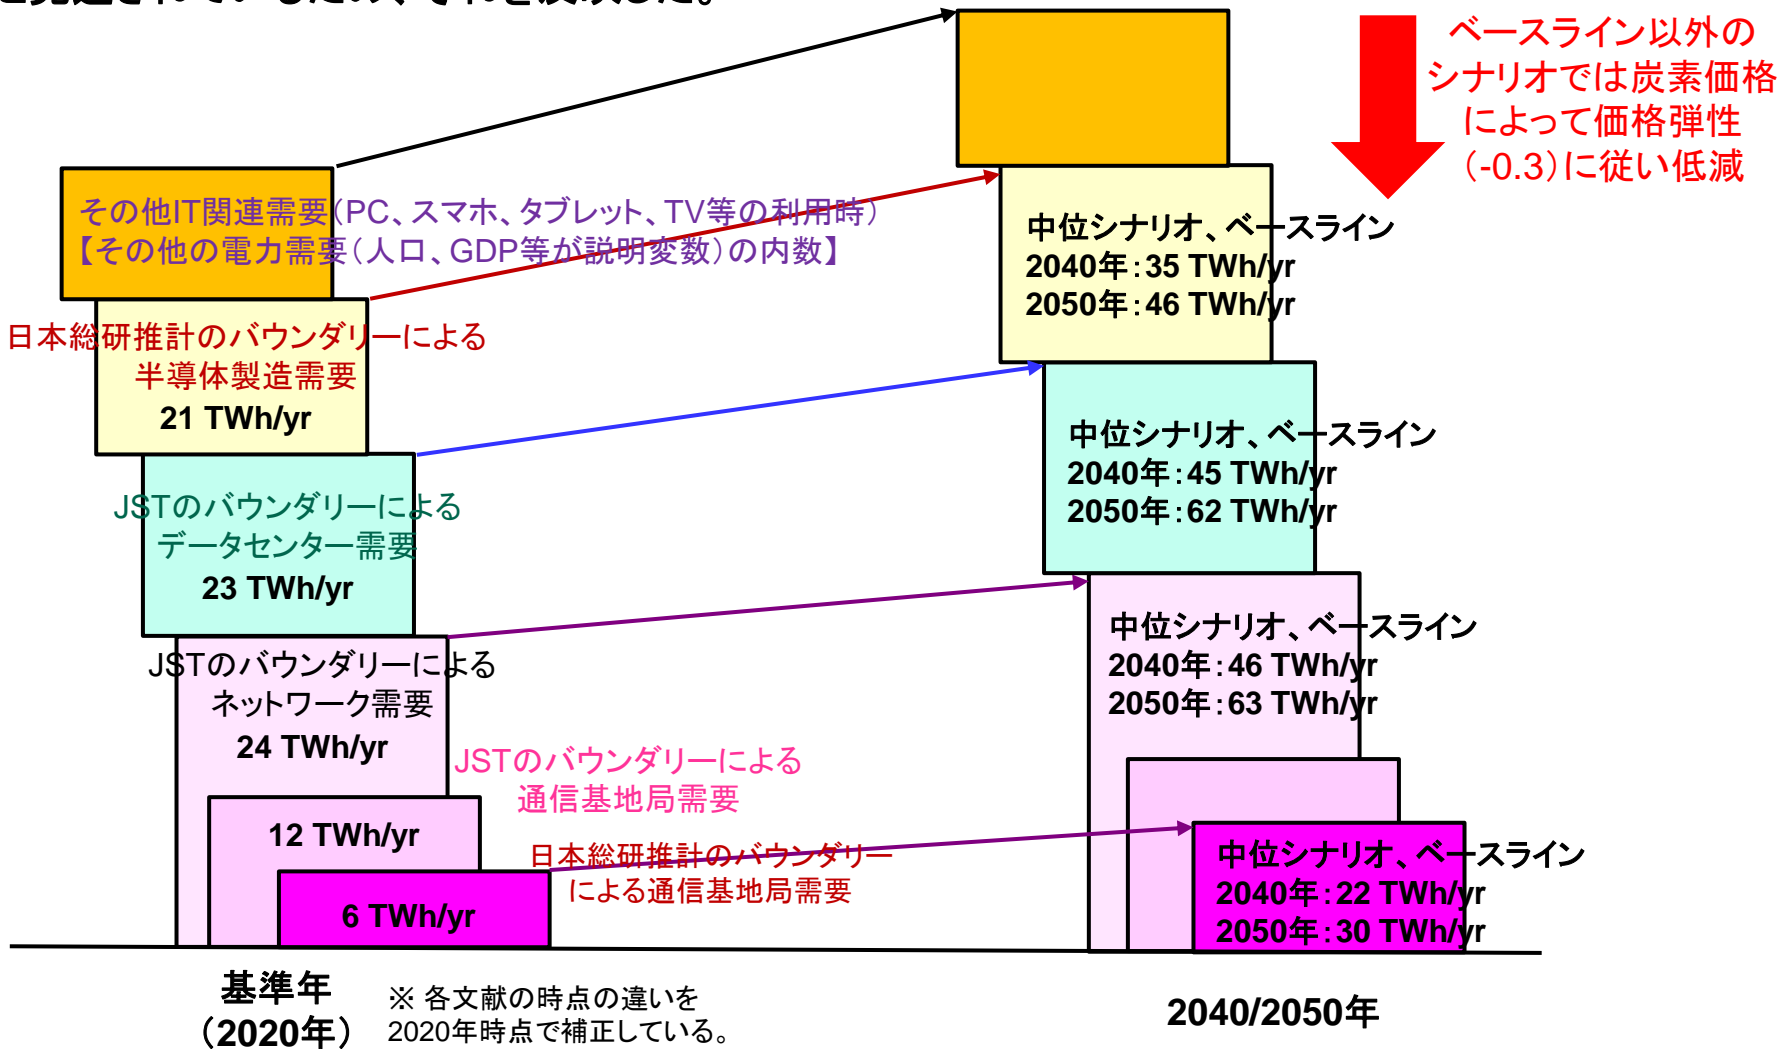 と見通されているため、それを反映した。
ベースライン以外の
シナリオでは炭素価格
によって価格弾性
（-0.3）に従い低減
その他IT関連需要（PC、スマホ、タブレット、TV等の利用時）
【その他の電力需要（人口、GDP等が説明変数）の内数】
日本総研推計のバウンダリーによる
半導体製造需要
21 TWh/yr
JSTのバウンダリーによる
データセンター需要
23 TWh/yr
JSTのバウンダリーによる
ネットワーク需要
24 TWh/yr
JSTのバウンダリーによる
通信基地局需要
12 TWh/yr
日本総研推計のバウンダリー
による通信基地局需要
6 TWh/yr
中位シナリオ、ベースライン
2040年：35 TWh/yr
2050年：46 TWh/yr
中位シナリオ、ベースライン
2040年：45 TWh/yr
2050年：62 TWh/yr
中位シナリオ、ベースライン
2040年：46 TWh/yr
2050年：63 TWh/yr
中位シナリオ、ベースライン
2040年：22 TWh/yr
2050年：30 TWh/yr
基準年
（2020年）
※ 各文献の時点の違いを
2020年時点で補正している。
2040/2050年